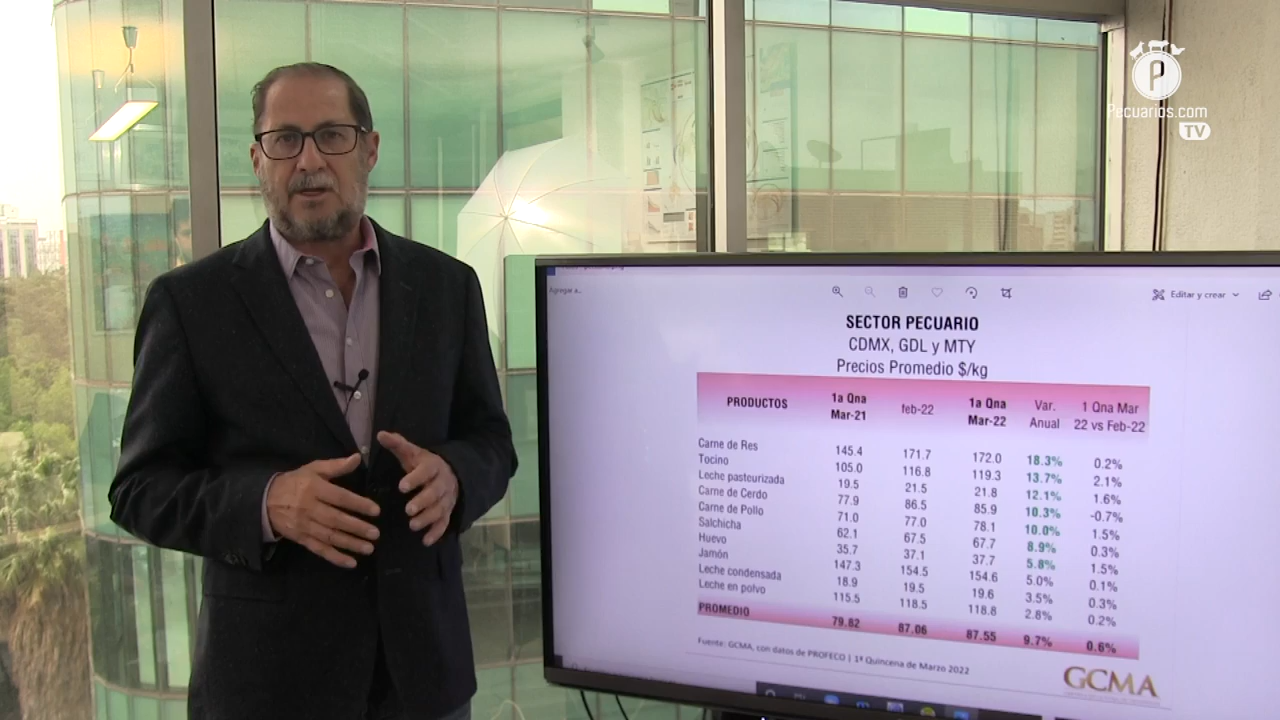 Pecuarios.com
TV
Agregar a...
Editar y crear
SECTOR PECUARIO
CDMX, GDL y MTY
Precios Promedio $/kg
PRODUCTOS 1a Qna Mar-21 feb-22 1a Qna Mar-22 Var. Anual 1 Qna Mar 22 vs Feb-22
Carne de Res 145.4 171.7 172.0 18.3% 0.2%
Tocino 105.0 116.8 119.3 13.7% 2.1%
Leche pasteurizada 19.5 21.5 21.8 12.1% 1.6%
Carne de Cerdo 77.9 86.5 85.9 10.3% -0.7%
Carne de Pollo 71.0 77.0 78.1 10.0% 1.5%
Salchicha 62.1 67.5 67.7 8.9% 0.3%
Huevo 35.7 37.1 37.7 5.8% 1.5%
Jamón 147.3 154.5 154.6 5.0% 0.1%
Leche condensada 18.9 19.5 19.6 3.5% 0.3%
Leche en polvo 115.5 118.5 118.8 2.8% 0.2%
PROMEDIO 79.82 87.06 87.55 9.7% 0.6%
Fuente: GCMA, con datos de PROFECO | 1ª Quincena de Marzo 2022
GCMA